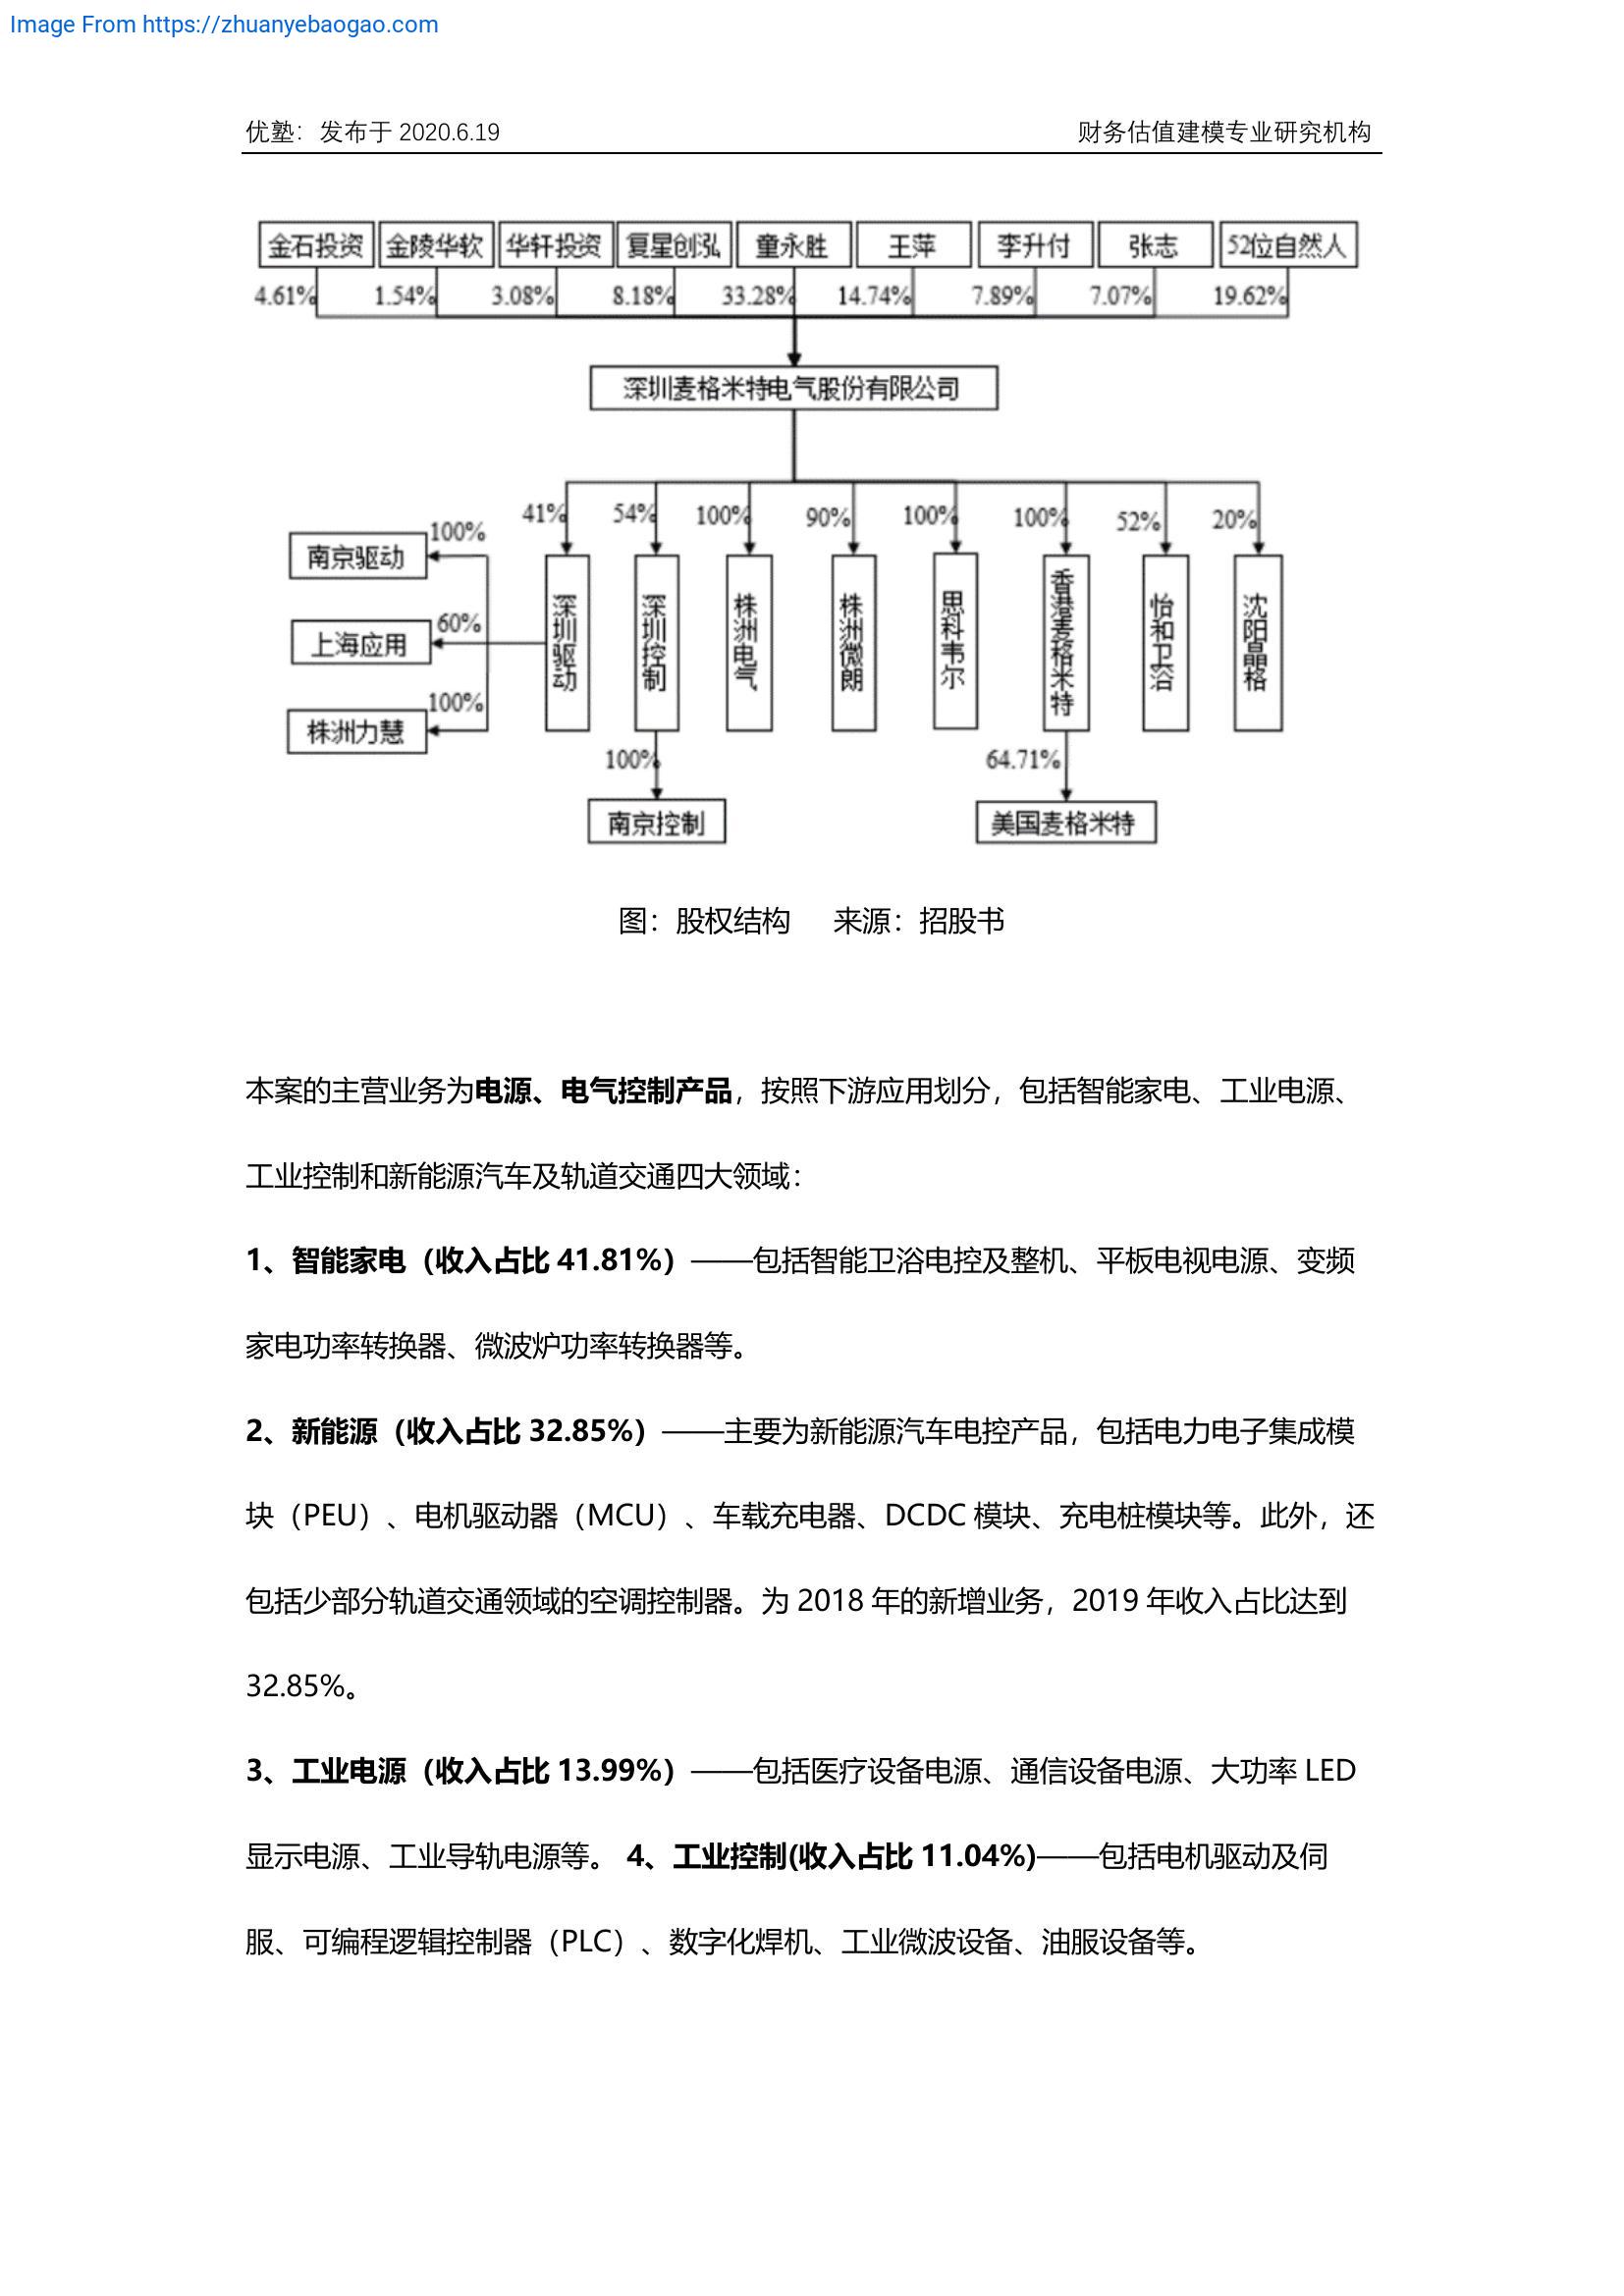 Image From https://zhuanyebaogao.com
优塾：发布于 2020.6.19 财务估值建模专业研究机构
金石投资 金陵华软 华轩投资 复星创泓 童永胜 王萍 李升付 张志 52位自然人
4.61% 1.54% 3.08% 8.18% 33.28% 14.74% 7.89% 7.07% 19.62%
深圳麦格米特电气股份有限公司
41% 54% 100% 90% 100% 100% 52% 20%
100%
南京驱动
60%
上海应用
100%
株洲力慧
深圳驱动
深圳控制
株洲电气
株洲微朗
思科韦尔
香港麦格米特
怡和卫浴
沈阳晶格
100% 64.71%
南京控制 美国麦格米特
图：股权结构 来源：招股书
本案的主营业务为电源、电气控制产品，按照下游应用划分，包括智能家电、工业电源、
工业控制和新能源汽车及轨道交通四大领域：
1、智能家电（收入占比 41.81%）——包括智能卫浴电控及整机、平板电视电源、变频
家电功率转换器、微波炉功率转换器等。
2、新能源（收入占比 32.85%）——主要为新能源汽车电控产品，包括电力电子集成模
块（PEU）、电机驱动器（MCU）、车载充电器、DCDC 模块、充电桩模块等。此外，还
包括少部分轨道交通领域的空调控制器。为 2018 年的新增业务，2019 年收入占比达到
32.85%。
3、工业电源（收入占比 13.99%）——包括医疗设备电源、通信设备电源、大功率 LED
显示电源、工业导轨电源等。 4、工业控制(收入占比 11.04%)——包括电机驱动及伺
服、可编程逻辑控制器（PLC）、数字化焊机、工业微波设备、油服设备等。